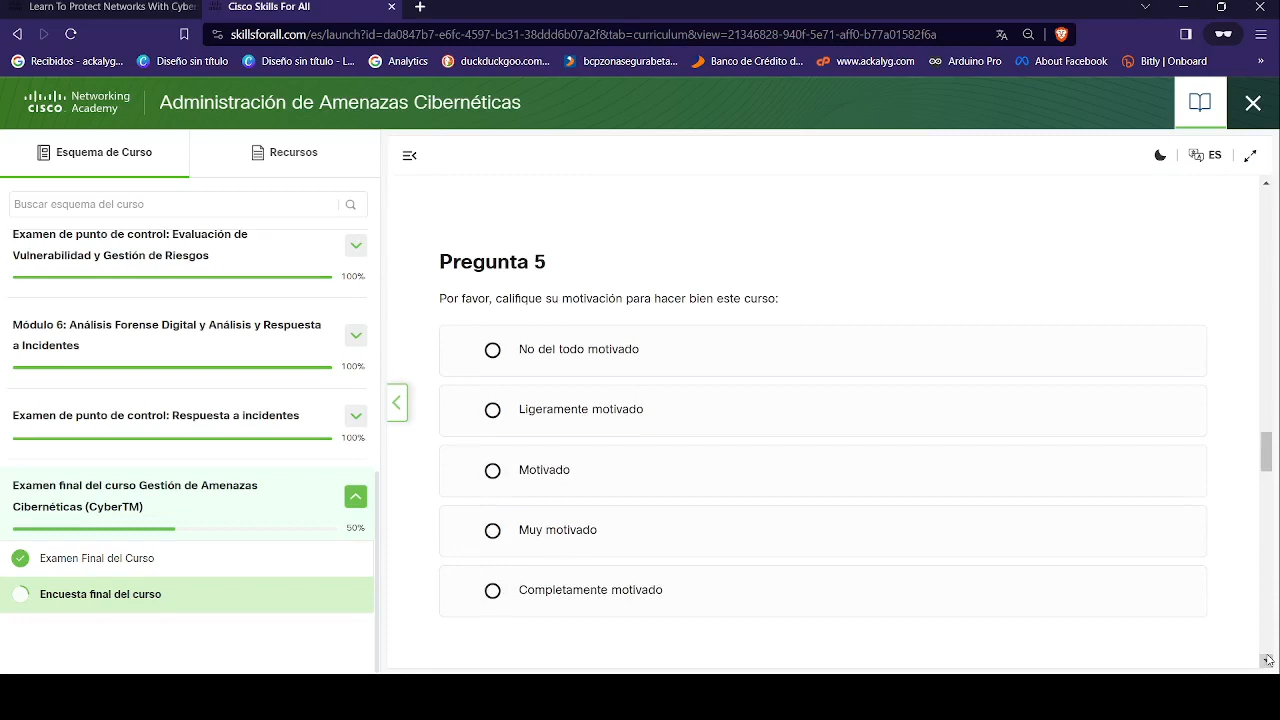 Learn To Protect Networks With Cyber
Cisco Skills For All
skillsforall.com/es/launch?id=da0847b7-e6fc-4597-bc31-38ddd6b07a2f&tab=curriculum&view=21346828-940f-5e71-aff0-b77a01582f6a
Recibidos - ackalyg...
Diseño sin título
Diseño sin título - L...
Analytics
duckduckgoo.com...
bcpzonasegurabeta...
Banco de Crédito d...
www.ackalyg.com
Arduino Pro
About Facebook
Bitly | Onboard
»
Networking
CISCO Academy
Administración de Amenazas Cibernéticas
Esquema de Curso
Recursos
ES
Buscar esquema del curso
Examen de punto de control: Evaluación de
Vulnerabilidad y Gestión de Riesgos
100%
Módulo 6: Análisis Forense Digital y Análisis y Respuesta
a Incidentes
100%
Examen de punto de control: Respuesta a incidentes
100%
Examen final del curso Gestión de Amenazas
Cibernéticas (CyberTM)
50%
Examen Final del Curso
Encuesta final del curso
Pregunta 5
Por favor, califique su motivación para hacer bien este curso:
No del todo motivado
Ligeramente motivado
Motivado
Muy motivado
Completamente motivado